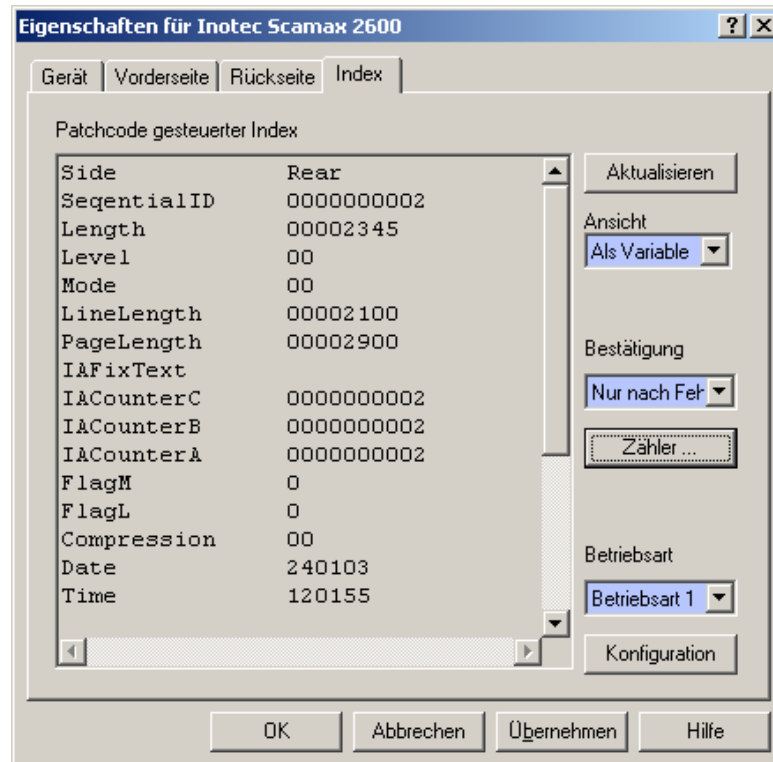 Eigenschaften für Inotec Scamax 2600
Gerät Vorderseite Rückseite Index
Patchcode gesteuerter Index
Side Rear
SeqentialID 0000000002
Length 00002345
Level 00
Mode 00
LineLength 00002100
PageLength 00002900
IAFixText
IACounterC 0000000002
IACounterB 0000000002
IACounterA 0000000002
FlagM 0
FlagL 0
Compression 00
Date 240103
Time 120155
Aktualisieren
Ansicht
Als Variable
Bestätigung
Nur nach Feh
Zähler ...
Betriebsart
Betriebsart 1
Konfiguration
OK Abbrechen Übernehmen Hilfe